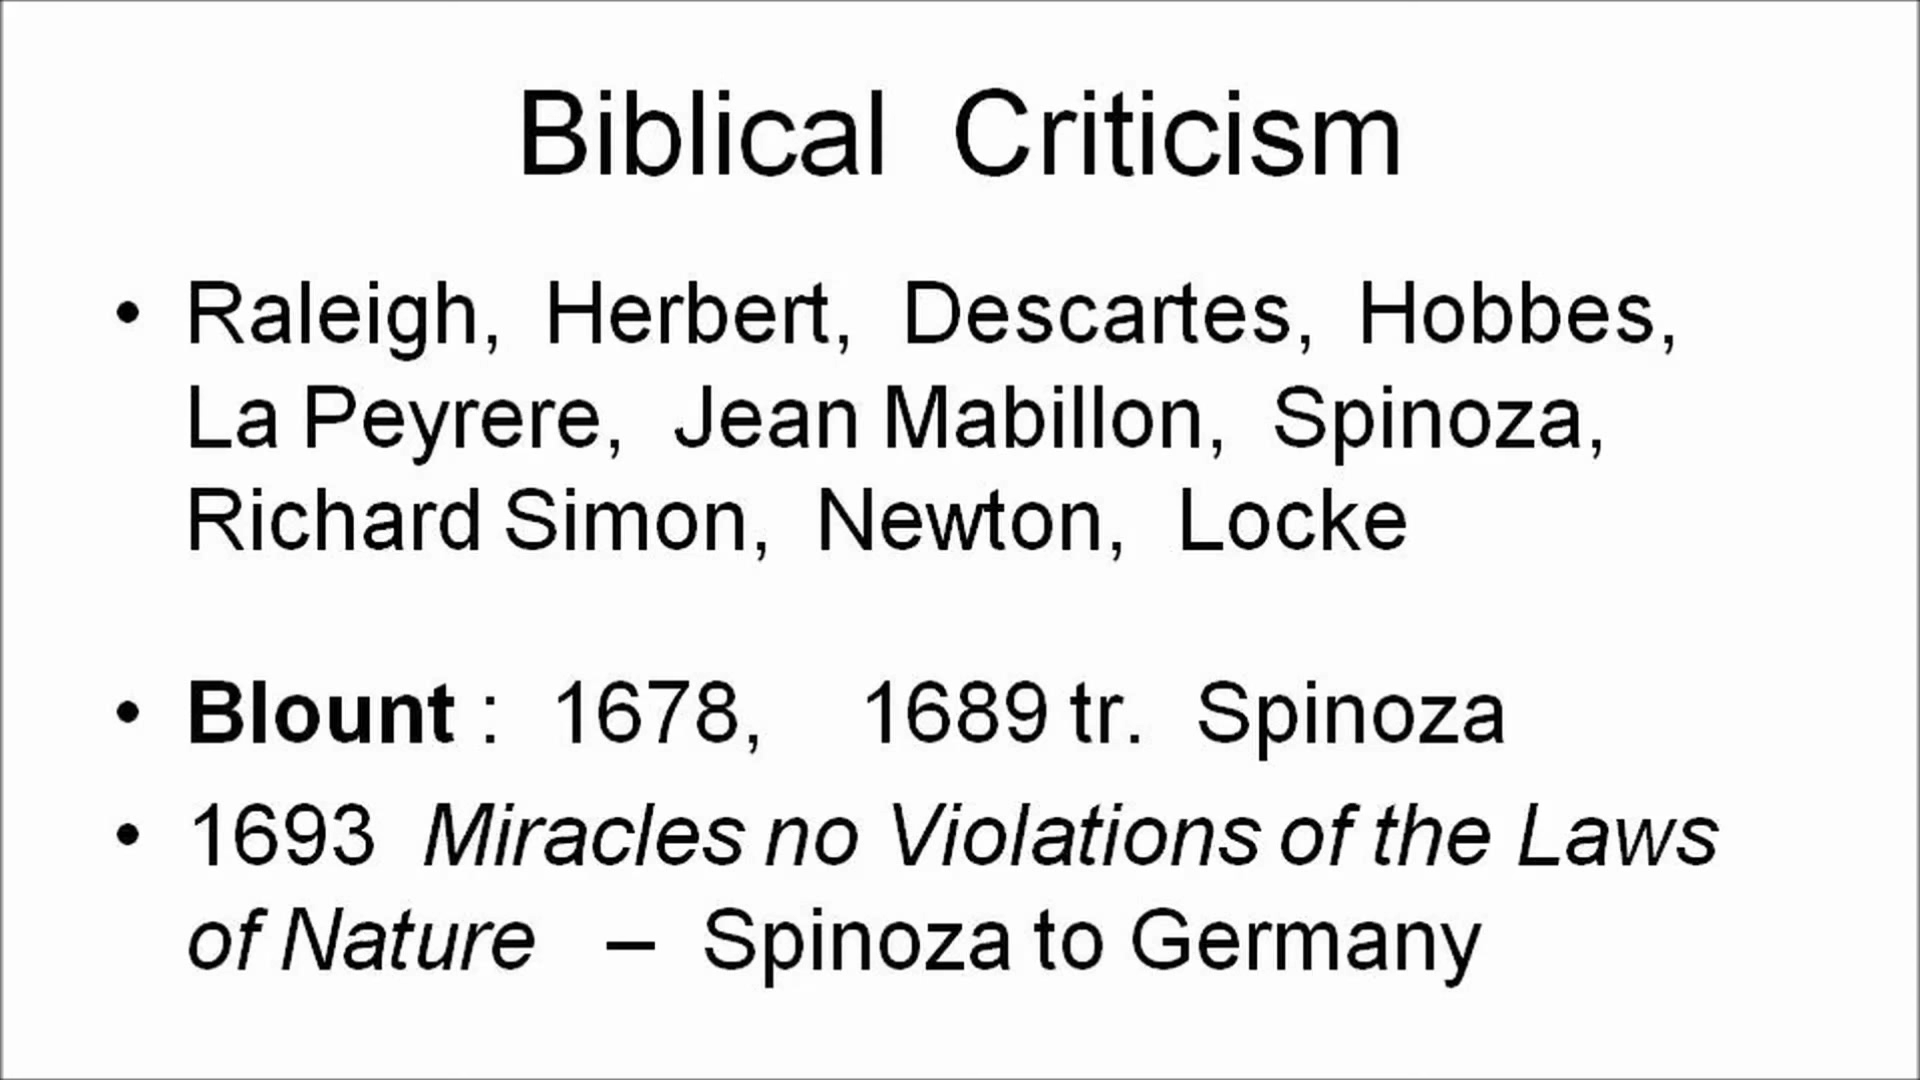 Biblical Criticism
• Raleigh, Herbert, Descartes, Hobbes,
La Peyrere, Jean Mabillon, Spinoza,
Richard Simon, Newton, Locke
• Blount : 1678, 1689 tr. Spinoza
• 1693 Miracles no Violations of the Laws
of Nature – Spinoza to Germany